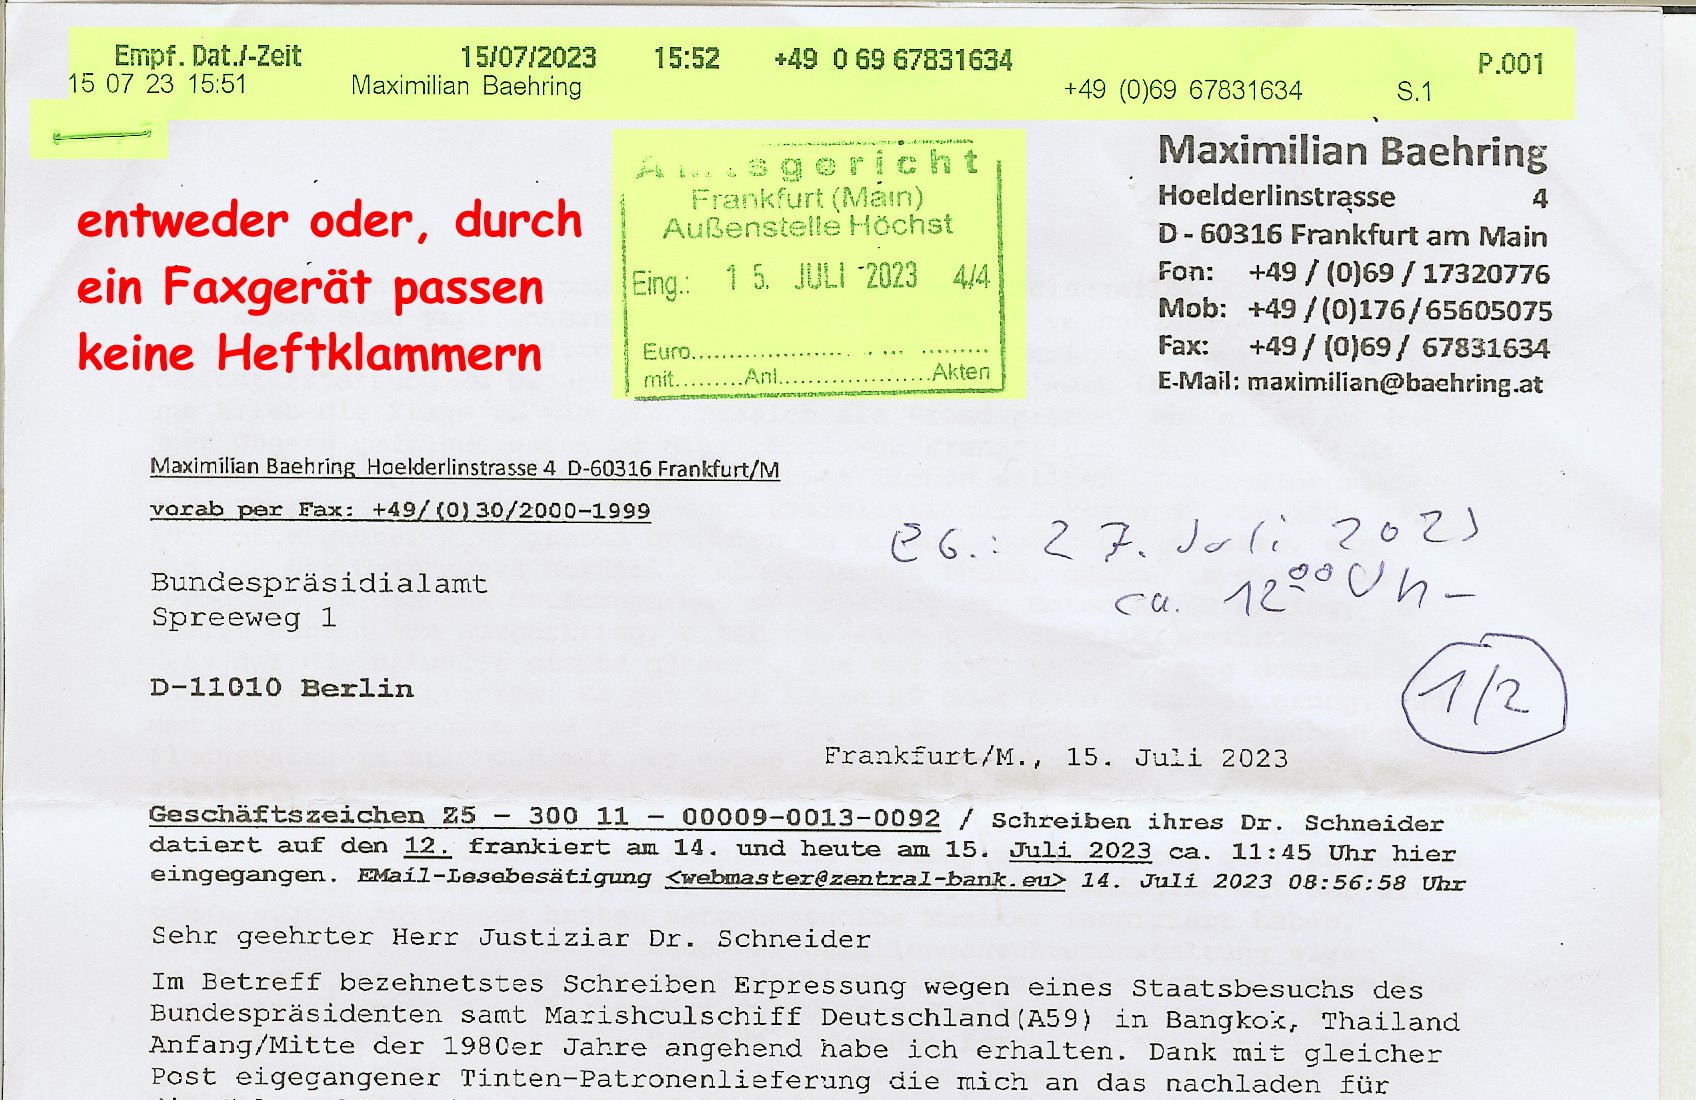 Empf. Dat./-Zeit 15/07/2023 15:52 +49 0 69 67831634 P.001
15 07 23 15:51 Maximilian Baehring +49 (0)69 67831634 S.1
entweder oder, durch
ein Faxgerät passen
keine Heftklammern
Amtsgericht
Frankfurt (Main)
Außenstelle Höchst
Eing.: 15. JULI 2023 4/4
Euro
mit.........Anl....................Akten
Maximilian Baehring
Hoelderlinstrasse 4
D - 60316 Frankfurt am Main
Fon: +49 / (0)69 / 17320776
Mob: +49 / (0)176 / 65605075
Fax: +49 / (0)69 / 67831634
E-Mail: maximilian@baehring.at
Maximilian Baehring Hoelderlinstrasse 4 D-60316 Frankfurt/M
vorab per Fax: +49/(0)30/2000-1999
Bundespräsidialamt
Spreeweg 1
D-11010 Berlin
EG.: 27. Juli 2023
ca. 12 00 Uhr
1/2
Frankfurt/M., 15. Juli 2023
Geschäftszeichen Z5 - 300 11 - 00009-0013-0092 / Schreiben ihres Dr. Schneider
datiert auf den 12. frankiert am 14. und heute am 15. Juli 2023 ca. 11:45 Uhr hier
eingegangen. EMail-Lesebesätigung <webmaster@zentral-bank.eu> 14. Juli 2023 08:56:58 Uhr
Sehr geehrter Herr Justiziar Dr. Schneider
Im Betreff bezehnetstes Schreiben Erpressung wegen eines Staatsbesuchs des
Bundespräsidenten samt Marishculschiff Deutschland(A59) in Bangkok, Thailand
Anfang/Mitte der 1980er Jahre angehend habe ich erhalten. Dank mit gleicher
Post eigegangener Tinten-Patronenlieferung die mich an das nachladen für